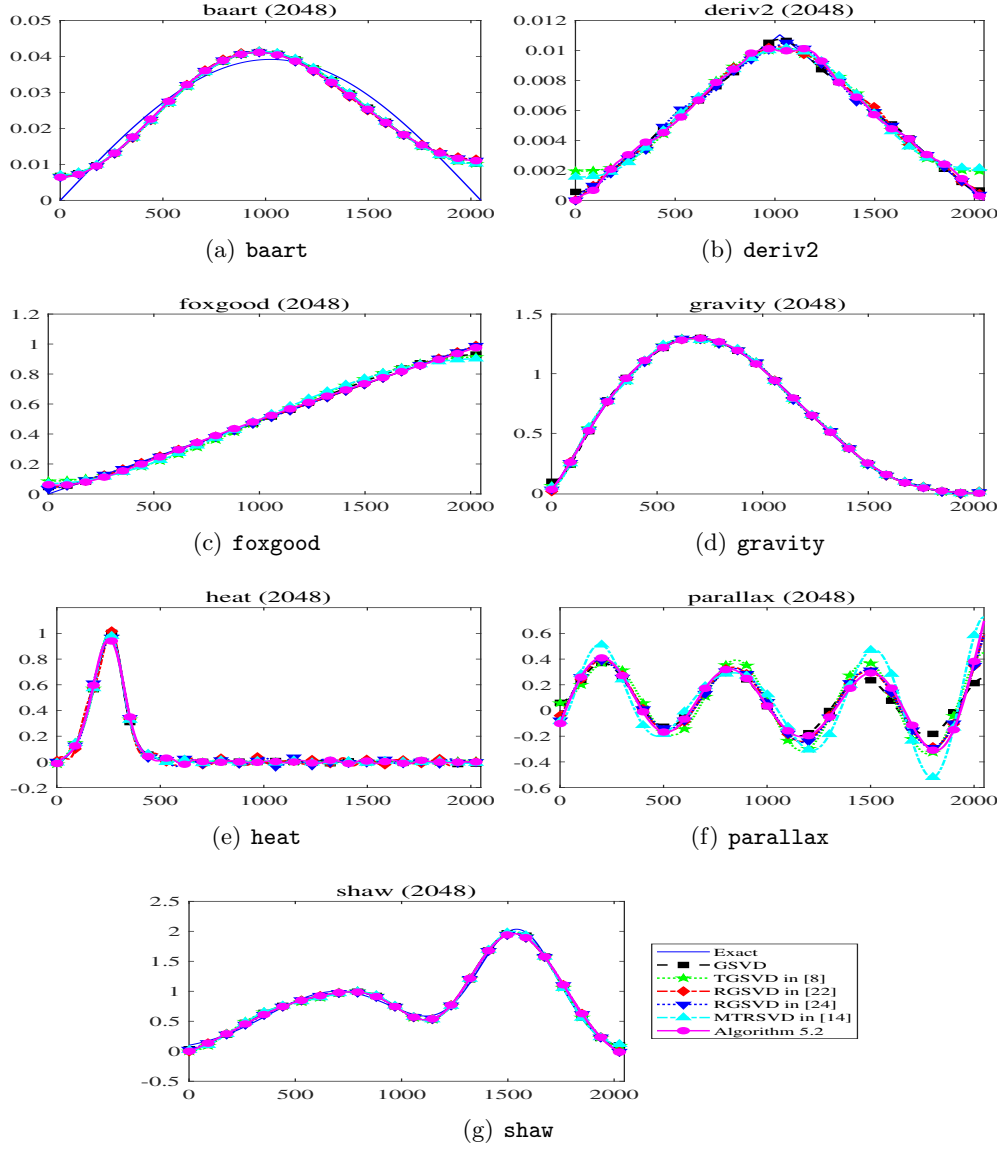 baart (2048)
0.05
0.04
0.03
0.02
0.01
0
0 500 1000 1500 2000
(a) baart
deriv2 (2048)
0.012
0.01
0.008
0.006
0.004
0.002
0
0 500 1000 1500 2000
(b) deriv2
foxgood (2048)
1.2
1
0.8
0.6
0.4
0.2
0
0 500 1000 1500 2000
(c) foxgood
gravity (2048)
1.5
1
0.5
0
0 500 1000 1500 2000
(d) gravity
heat (2048)
1
0.8
0.6
0.4
0.2
0
-0.2
0 500 1000 1500 2000
(e) heat
parallax (2048)
0.6
0.4
0.2
0
-0.2
-0.4
-0.6
0 500 1000 1500 2000
(f) parallax
shaw (2048)
2.5
2
1.5
1
0.5
0
-0.5
0 500 1000 1500 2000
Exact
GSVD
TGSVD in [8]
RGSVD in [22]
RGSVD in [24]
MTRSVD in [14]
Algorithm 5.2
(g) shaw